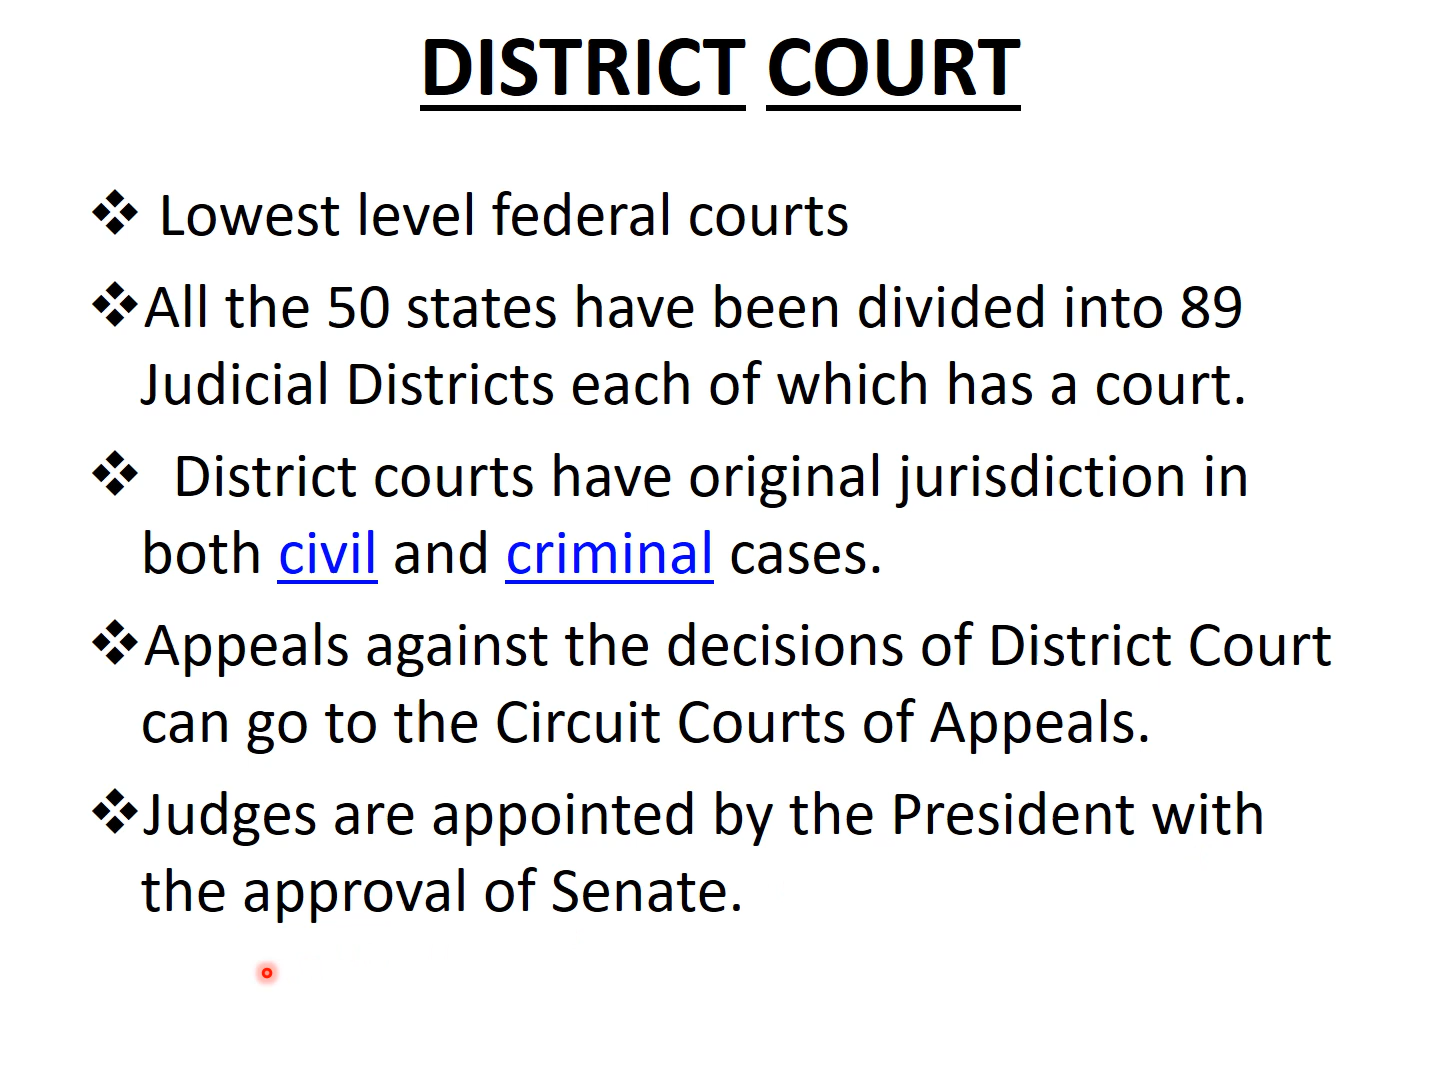 DISTRICT COURT
❖ Lowest level federal courts
❖All the 50 states have been divided into 89
Judicial Districts each of which has a court.
❖ District courts have original jurisdiction in
both civil and criminal cases.
❖Appeals against the decisions of District Court
can go to the Circuit Courts of Appeals.
❖Judges are appointed by the President with
the approval of Senate.